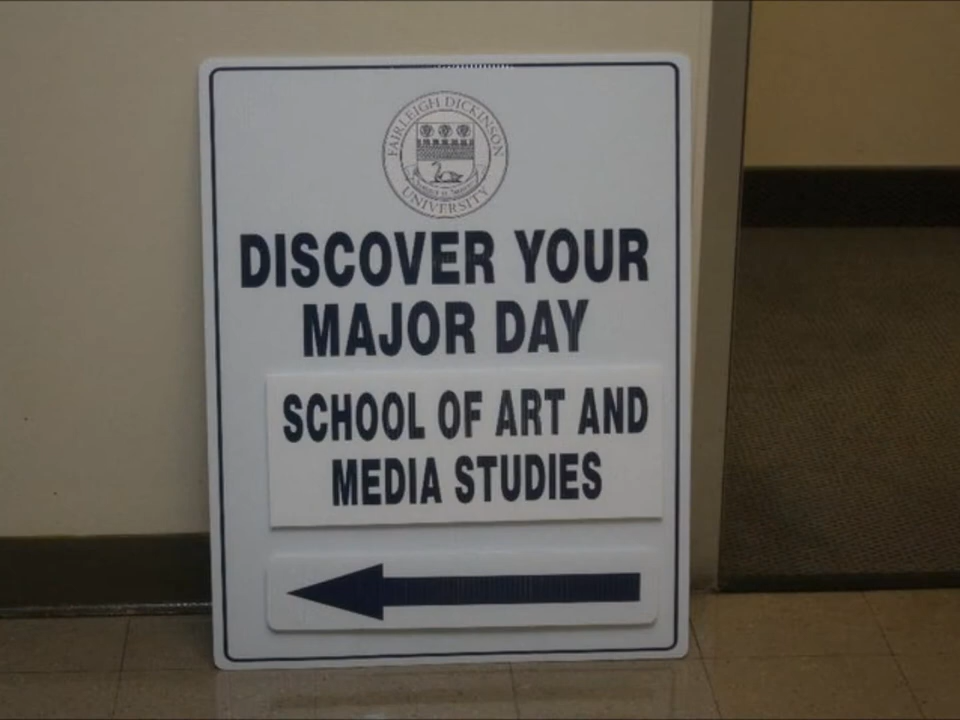 FAIRLEIGH DICKINSON
UNIVERSITY
DISCOVER YOUR
MAJOR DAY
SCHOOL OF ART AND
MEDIA STUDIES